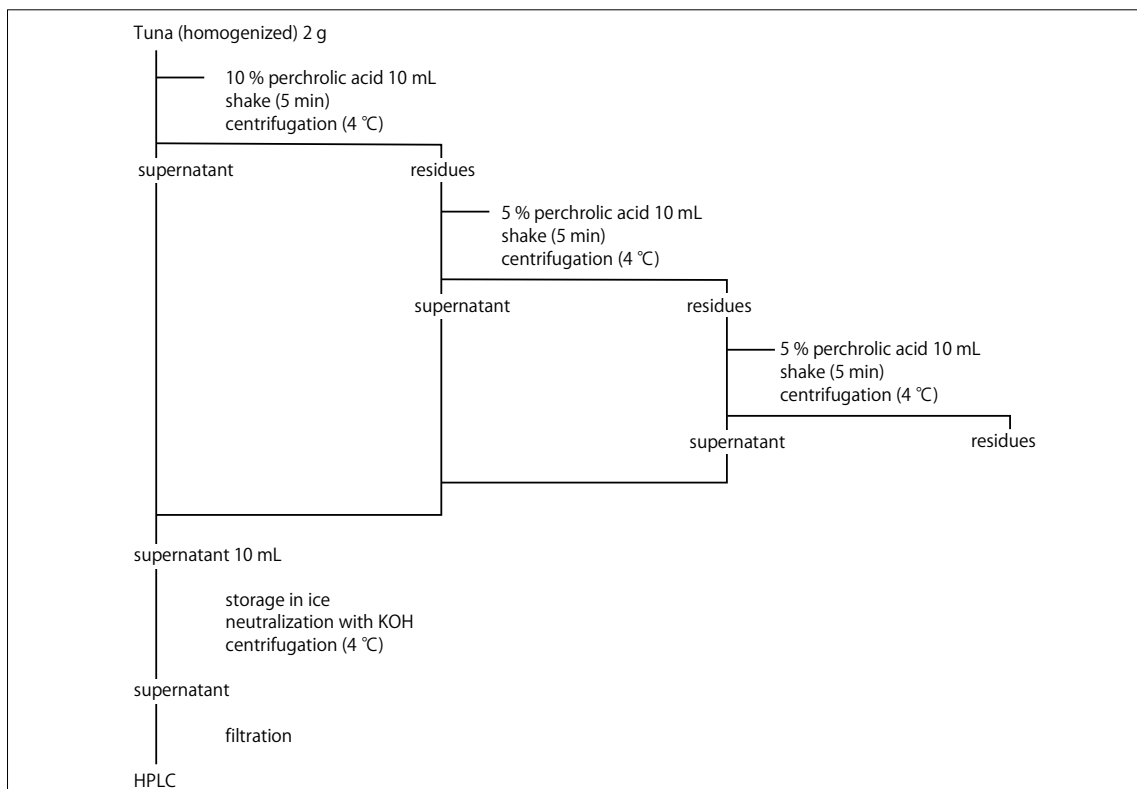 Tuna (homogenized) 2 g
10 % perchrolic acid 10 mL
shake (5 min)
centrifugation (4 ℃)
supernatant
residues
5 % perchrolic acid 10 mL
shake (5 min)
centrifugation (4 ℃)
supernatant
residues
5 % perchrolic acid 10 mL
shake (5 min)
centrifugation (4 ℃)
supernatant
residues
supernatant 10 mL
storage in ice
neutralization with KOH
centrifugation (4 ℃)
supernatant
filtration
HPLC